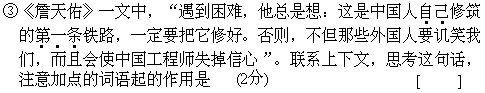 ③《詹天佑》一文中，“遇到困难，他总是想：这是中国人自己修筑
的第一条铁路，一定要把它修好。否则，不但那些外国人要讥笑我
们，而且会使中国工程师失掉信心”。联系上下文，思考这句话，
注意加点的词语起的作用是 (2分) [ ]